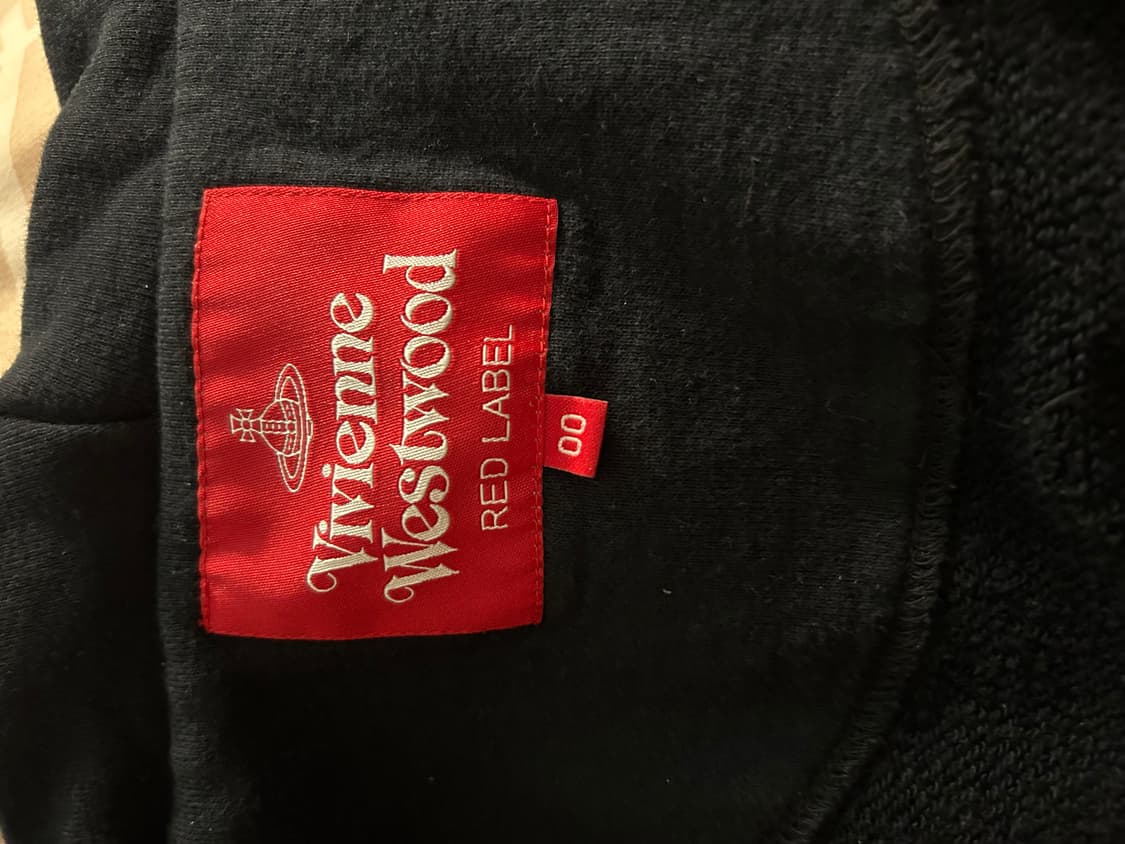 Vivienne
Westwood
RED LABEL
00